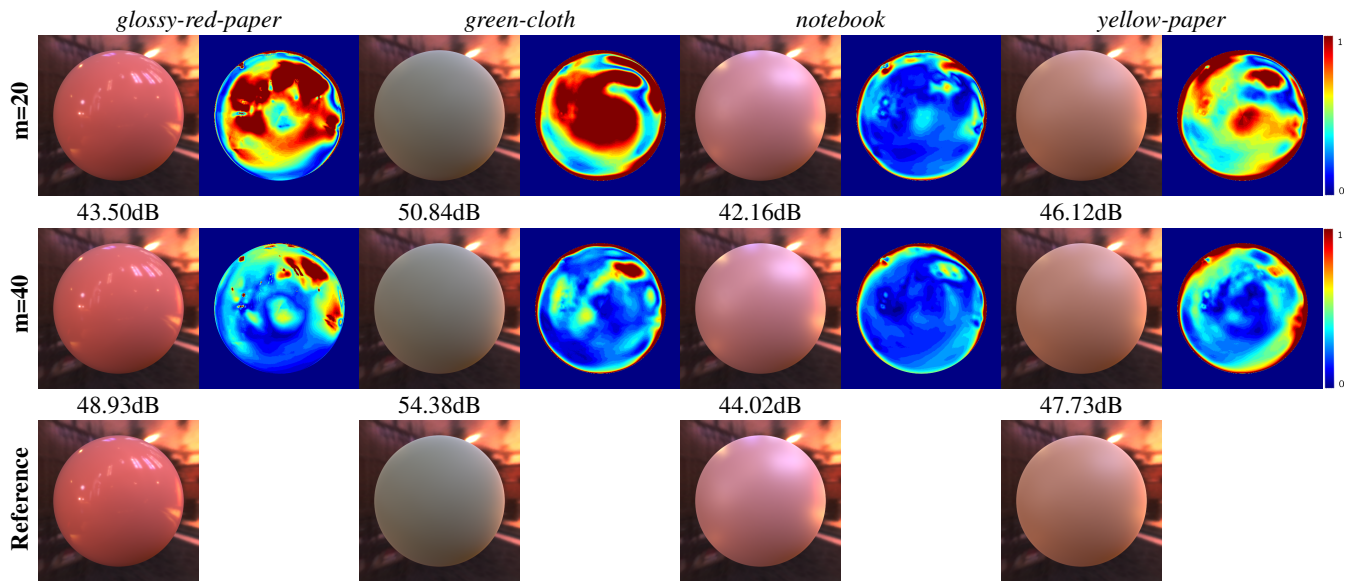 glossy-red-paper green-cloth notebook yellow-paper
m=20
1
0
43.50dB 50.84dB 42.16dB 46.12dB
m=40
1
0
48.93dB 54.38dB 44.02dB 47.73dB
Reference